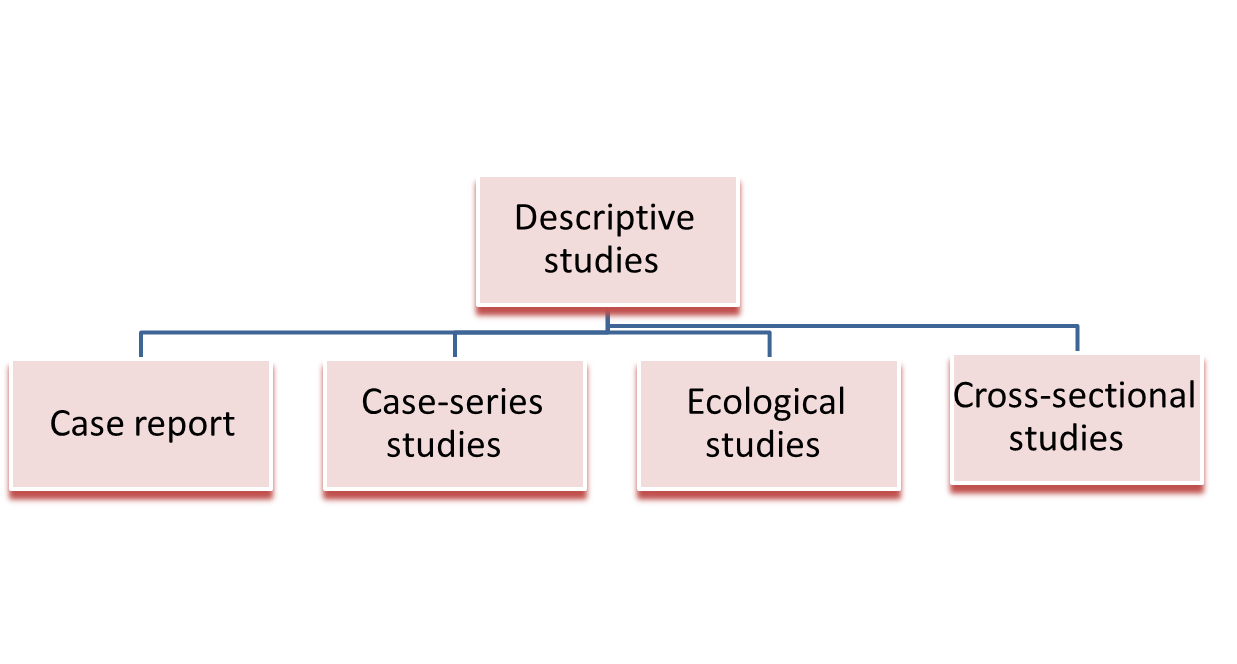 Descriptive
studies
Case report
Case-series
studies
Ecological
studies
Cross-sectional
studies